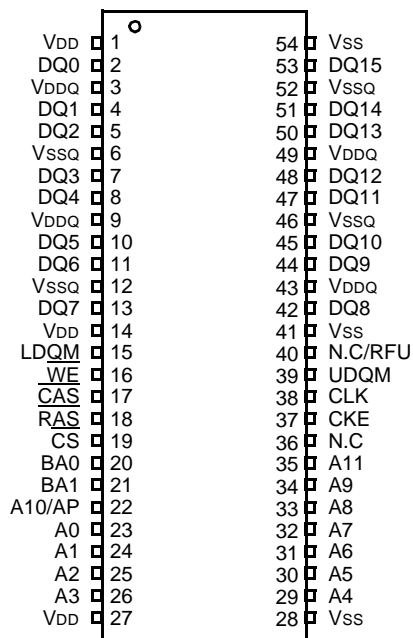 VDD 1 54 VSS
DQ0 2 53 DQ15
VDDQ 3 52 VSSQ
DQ1 4 51 DQ14
DQ2 5 50 DQ13
VSSQ 6 49 VDDQ
DQ3 7 48 DQ12
DQ4 8 47 DQ11
VDDQ 9 46 VSSQ
DQ5 10 45 DQ10
DQ6 11 44 DQ9
VSSQ 12 43 VDDQ
DQ7 13 42 DQ8
VDD 14 41 VSS
LDQM 15 40 N.C/RFU
WE 16 39 UDQM
CAS 17 38 CLK
RAS 18 37 CKE
CS 19 36 N.C
BA0 20 35 A11
BA1 21 34 A9
A10/AP 22 33 A8
A0 23 32 A7
A1 24 31 A6
A2 25 30 A5
A3 26 29 A4
VDD 27 28 VSS